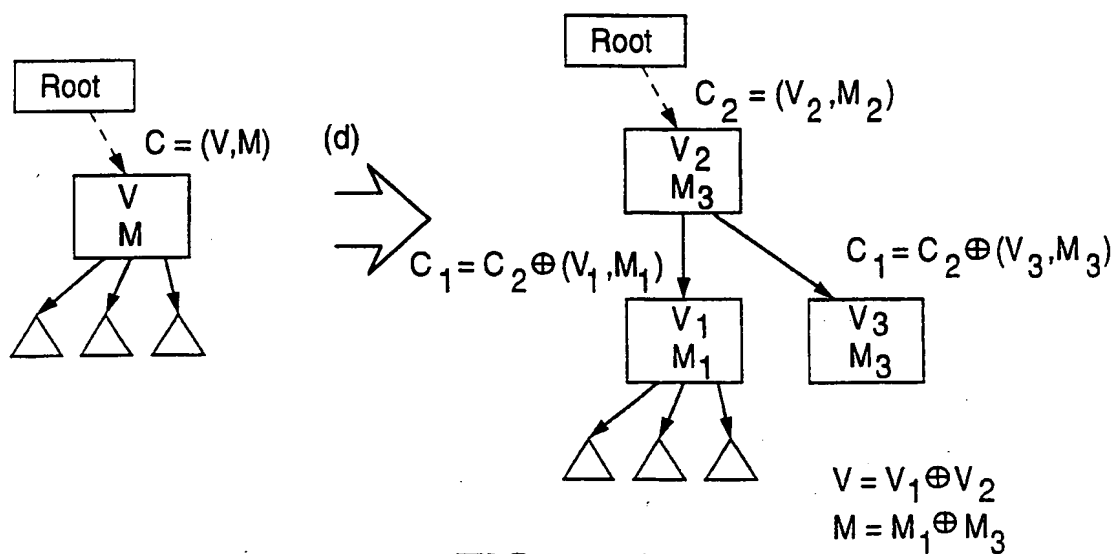 Root
C = (V,M)
V
M
(d)
Root
C₂ = (V₂,M₂)
V₂
M₃
C₁ = C₂ ⊕ (V₁,M₁)
C₁ = C₂ ⊕ (V₃,M₃)
V₁
M₁
V₃
M₃
V = V₁ ⊕ V₂
M = M₁ ⊕ M₃